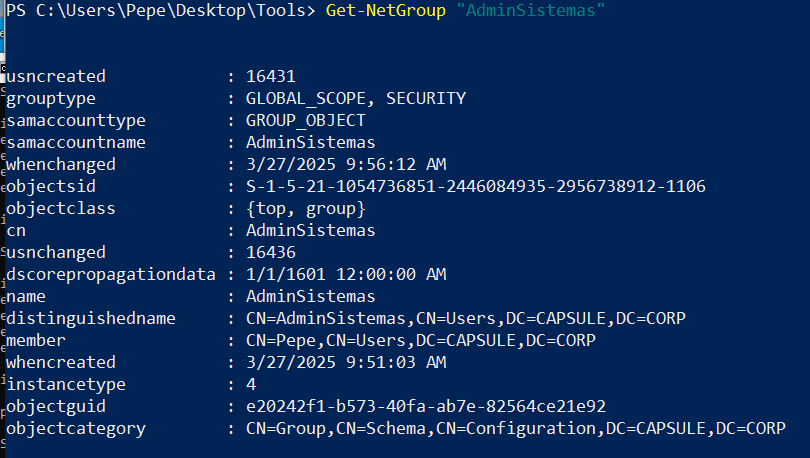 PS C:\Users\Pepe\Desktop\Tools> Get-NetGroup "AdminSistemas"
usncreated : 16431
grouptype : GLOBAL_SCOPE, SECURITY
samaccounttype : GROUP_OBJECT
samaccountname : AdminSistemas
whenchanged : 3/27/2025 9:56:12 AM
objectsid : S-1-5-21-1054736851-2446084935-2956738912-1106
objectclass : {top, group}
cn : AdminSistemas
usnchanged : 16436
dscorepropagationdata : 1/1/1601 12:00:00 AM
name : AdminSistemas
distinguishedname : CN=AdminSistemas,CN=Users,DC=CAPSULE,DC=CORP
member : CN=Pepe,CN=Users,DC=CAPSULE,DC=CORP
whencreated : 3/27/2025 9:51:03 AM
instancetype : 4
objectguid : e20242f1-b573-40fa-ab7e-82564ce21e92
objectcategory : CN=Group,CN=Schema,CN=Configuration,DC=CAPSULE,DC=CORP